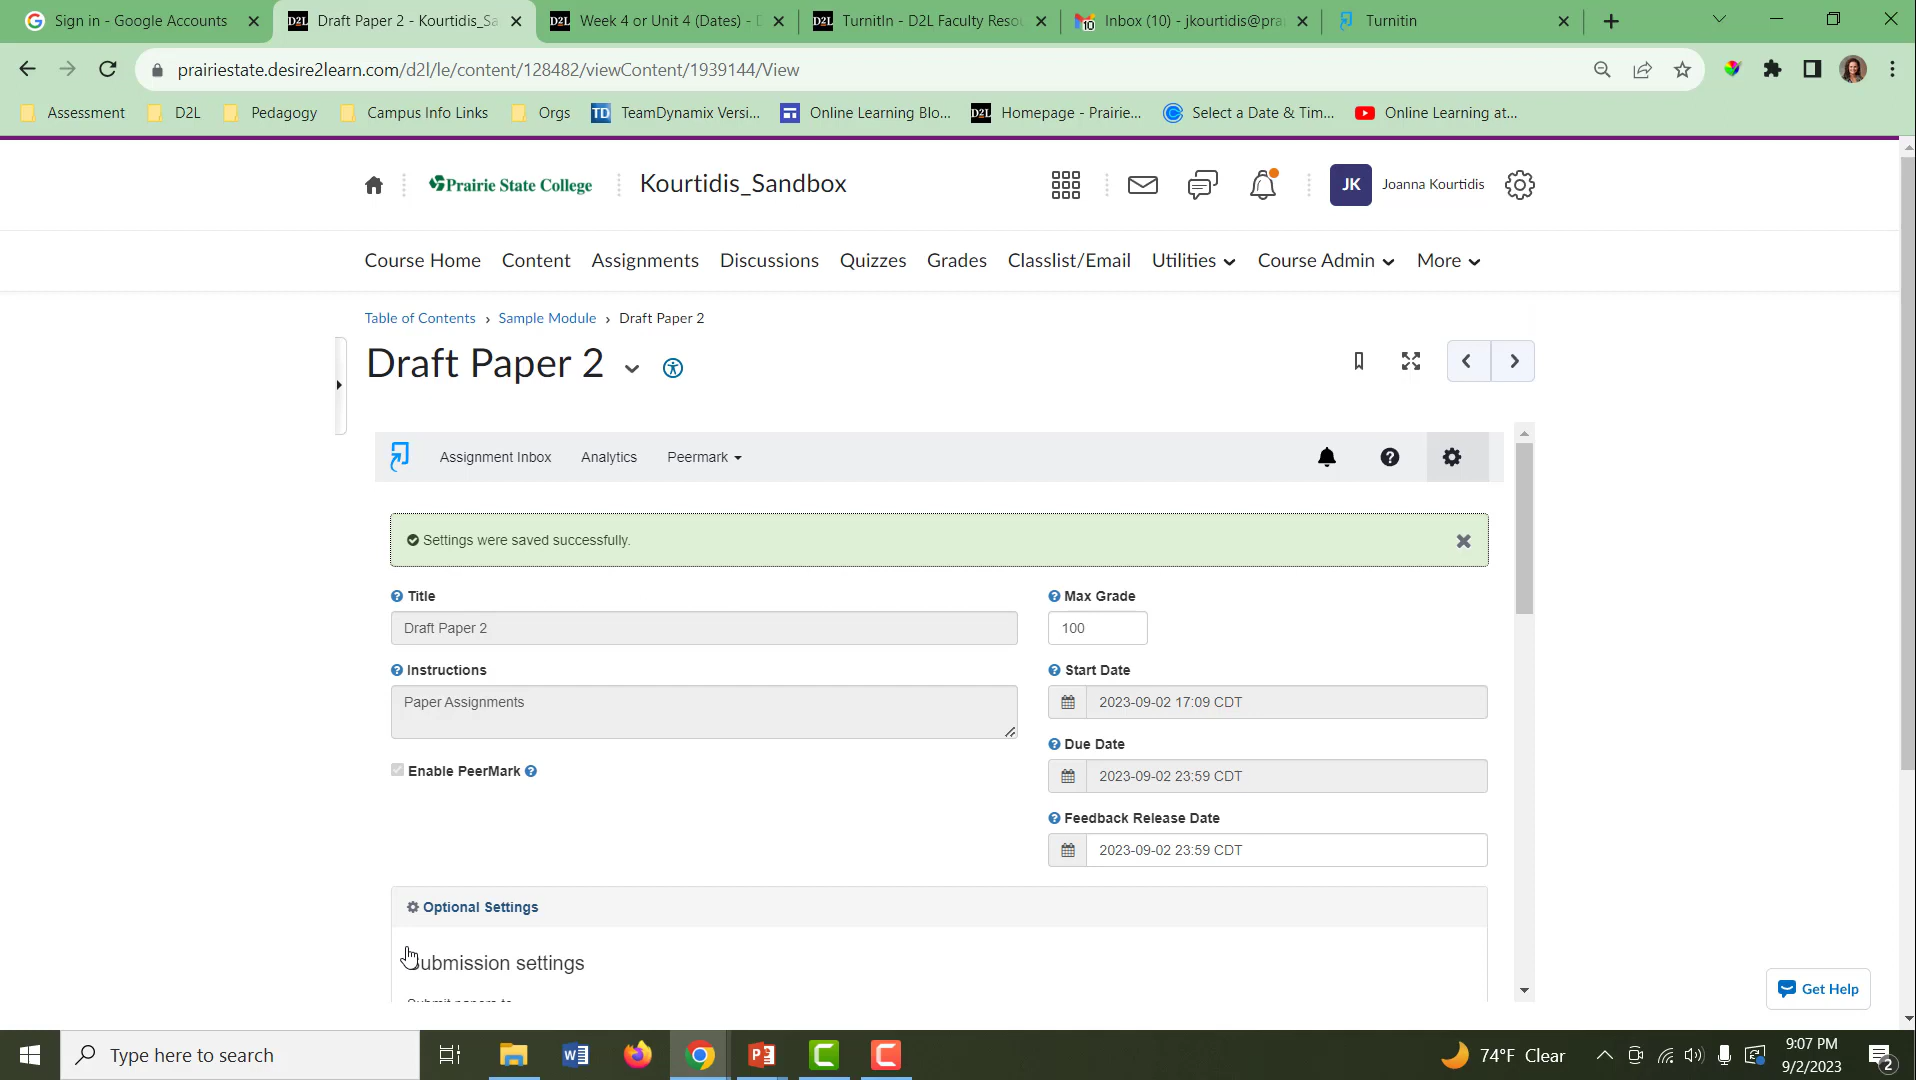 Sign in - Google Accounts
Draft Paper 2 - Kourtidis_Sa
Week 4 or Unit 4 (Dates) - D
TurnitIn - D2L Faculty Resou
Inbox (10) - jkourtidis@prai
Turnitin
prairiestate.desire2learn.com/d2l/le/content/128482/viewContent/1939144/View
Assessment
D2L
Pedagogy
Campus Info Links
Orgs
TeamDynamix Versi...
Online Learning Blo...
Homepage - Prairie...
Select a Date & Tim...
Online Learning at...
Prairie State College
Kourtidis_Sandbox
JK
Joanna Kourtidis
Course Home
Content
Assignments
Discussions
Quizzes
Grades
Classlist/Email
Utilities
Course Admin
More
Table of Contents › Sample Module › Draft Paper 2
Draft Paper 2
Assignment Inbox
Analytics
Peermark
Settings were saved successfully.
Title
Draft Paper 2
Max Grade
100
Instructions
Paper Assignments
Start Date
2023-09-02 17:09 CDT
Enable PeerMark
Due Date
2023-09-02 23:59 CDT
Feedback Release Date
2023-09-02 23:59 CDT
Optional Settings
Submission settings
Get Help
Type here to search
74°F Clear
9:07 PM
9/2/2023
2